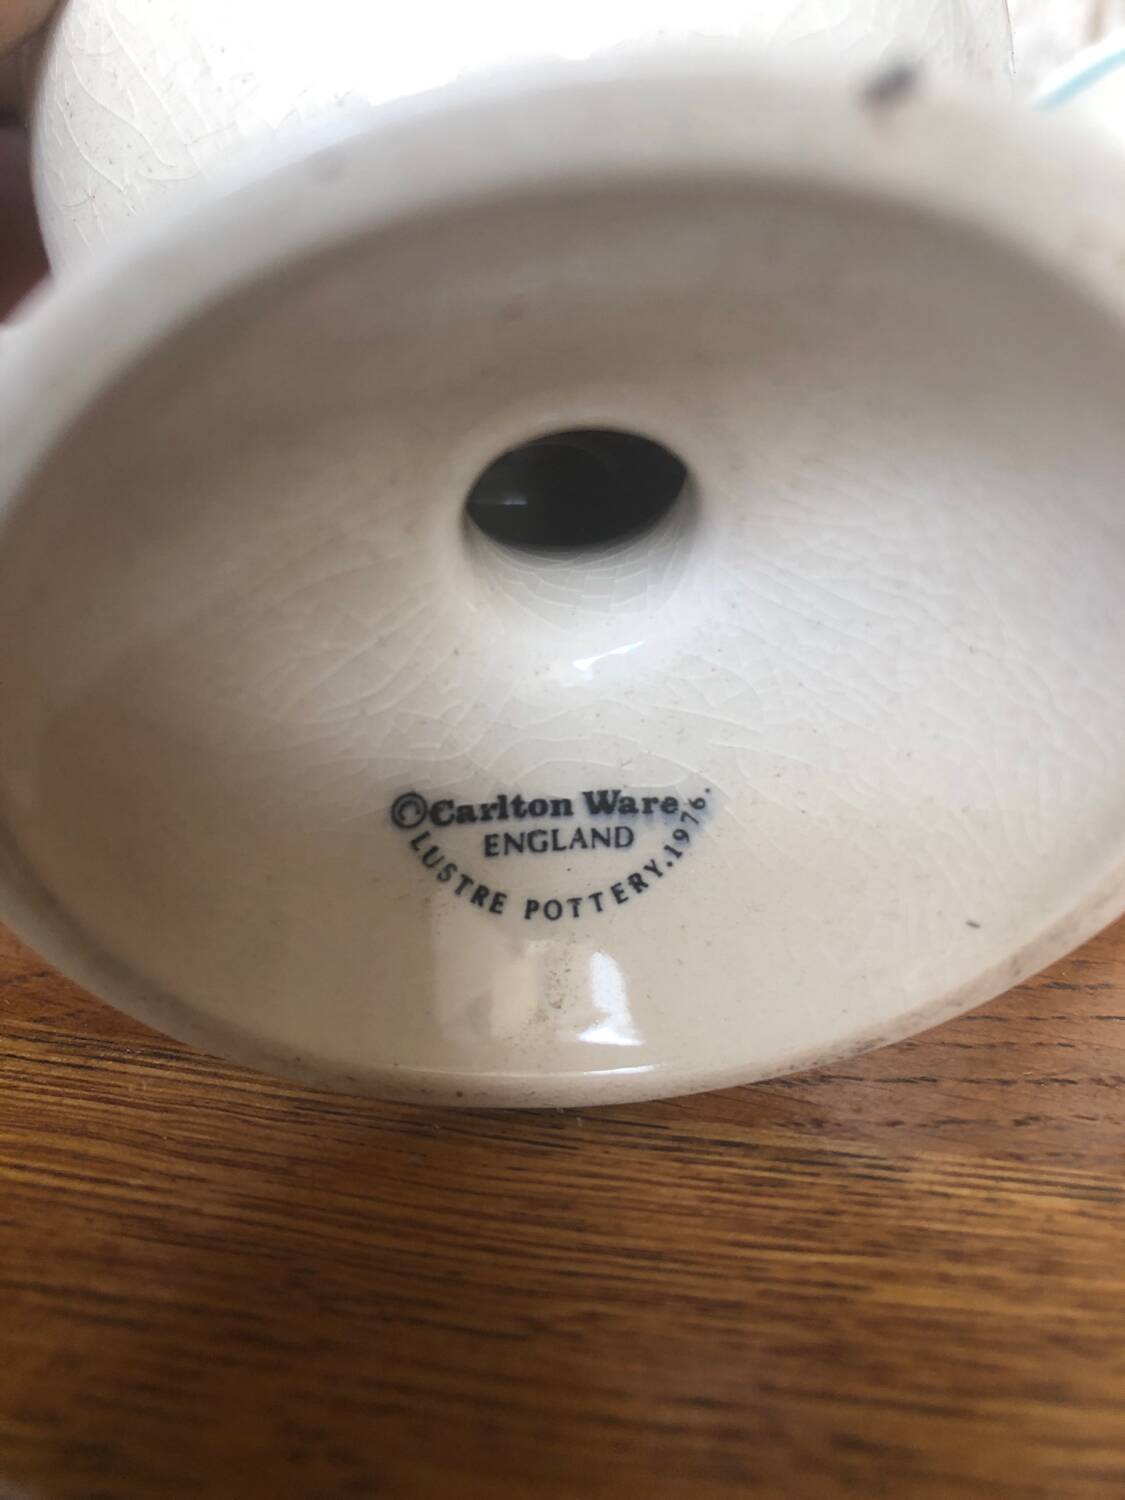 ©Carlton Ware
ENGLAND
LUSTRE POTTERY.1976.